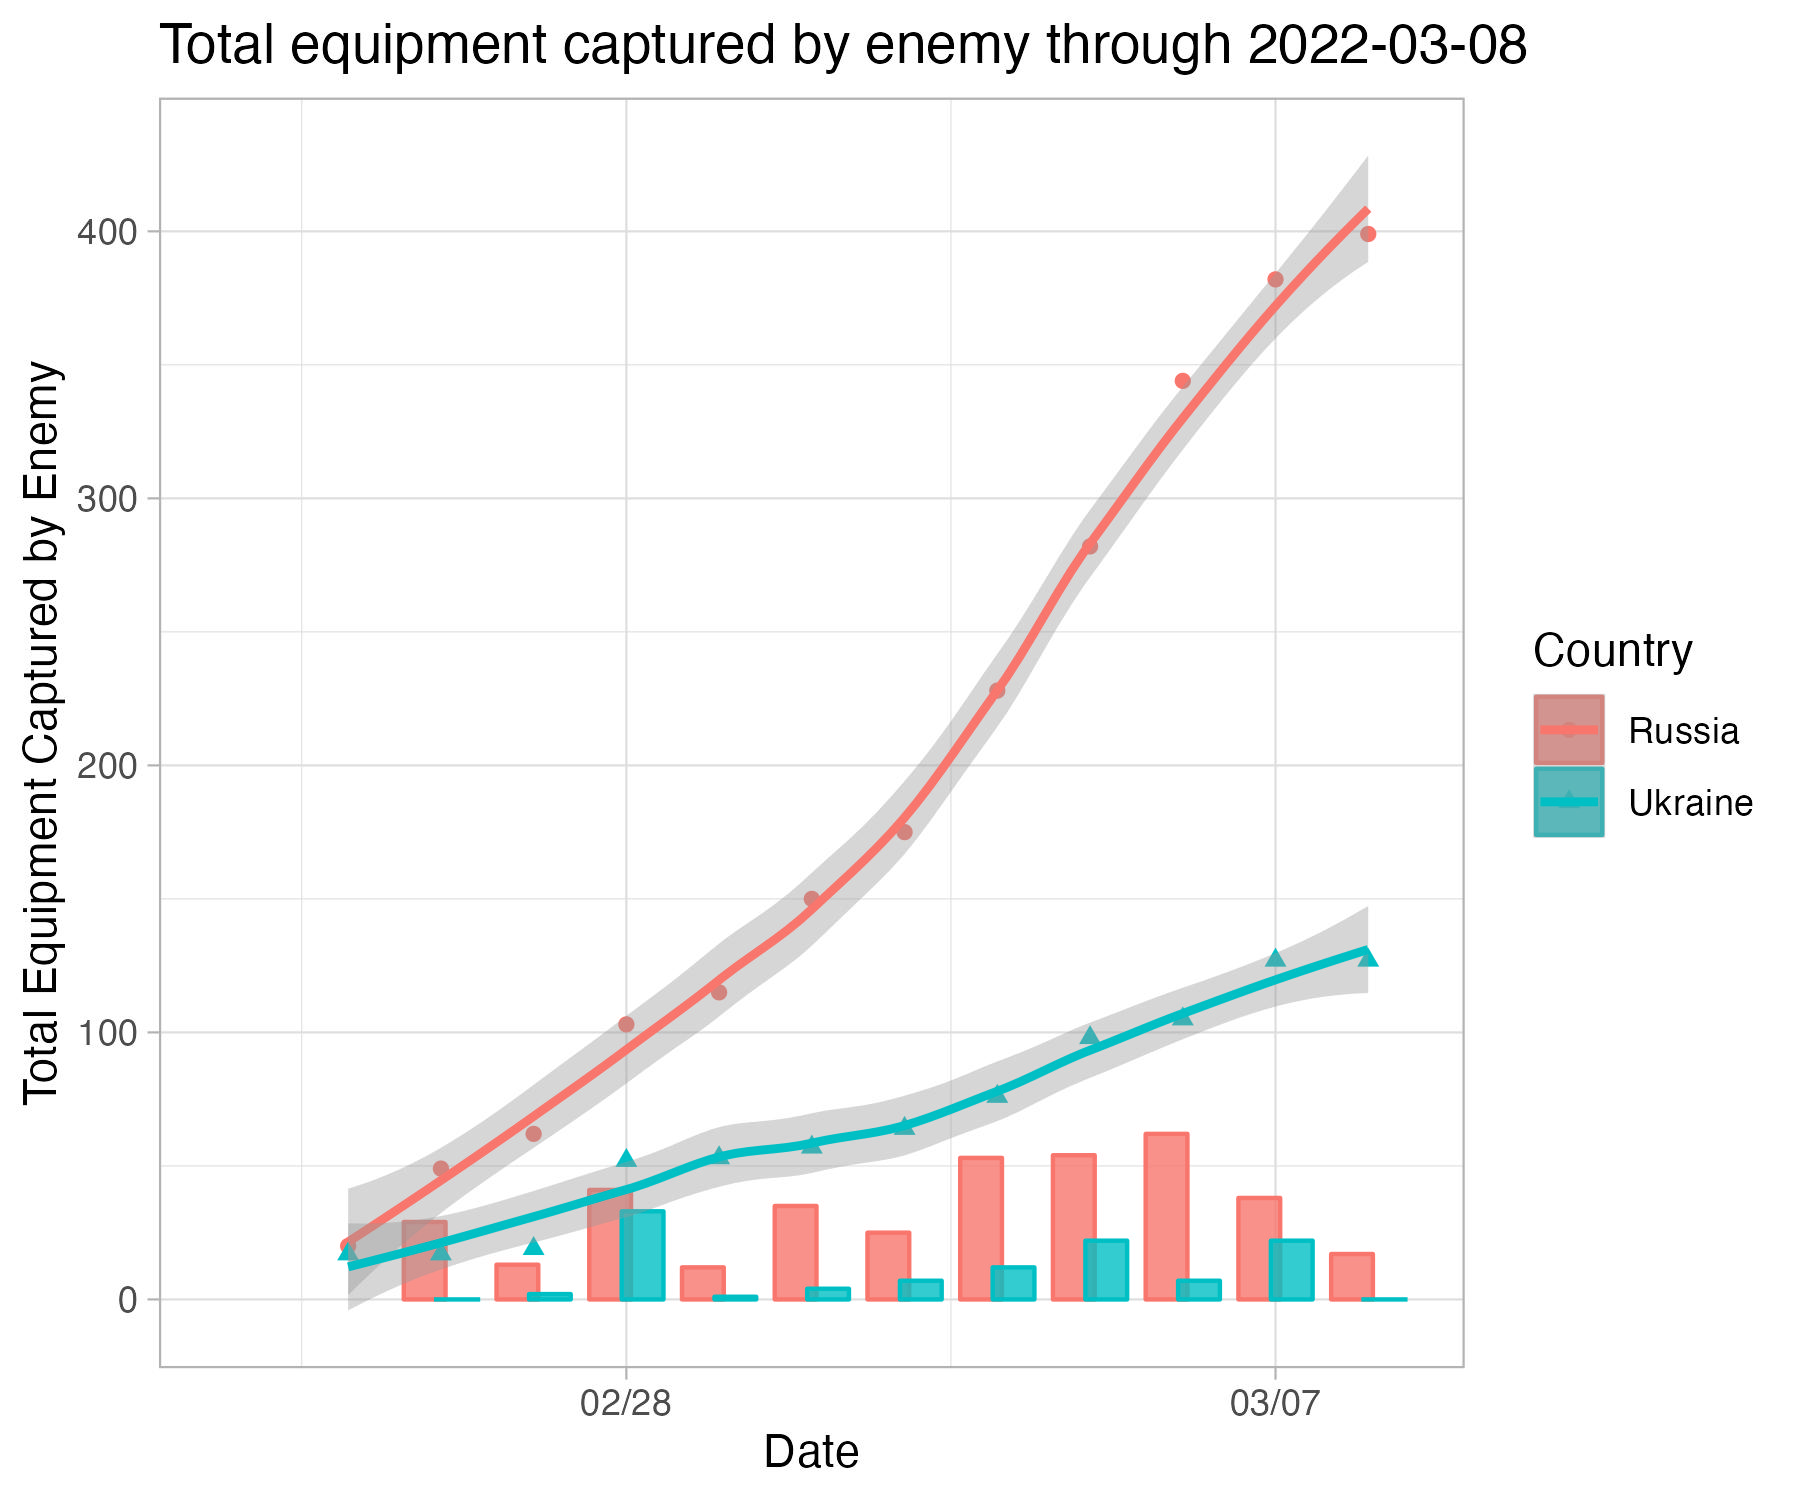 Total equipment captured by enemy through 2022-03-08
Total Equipment Captured by Enemy
400
300
200
100
0
02/28
03/07
Date
Country
Russia
Ukraine